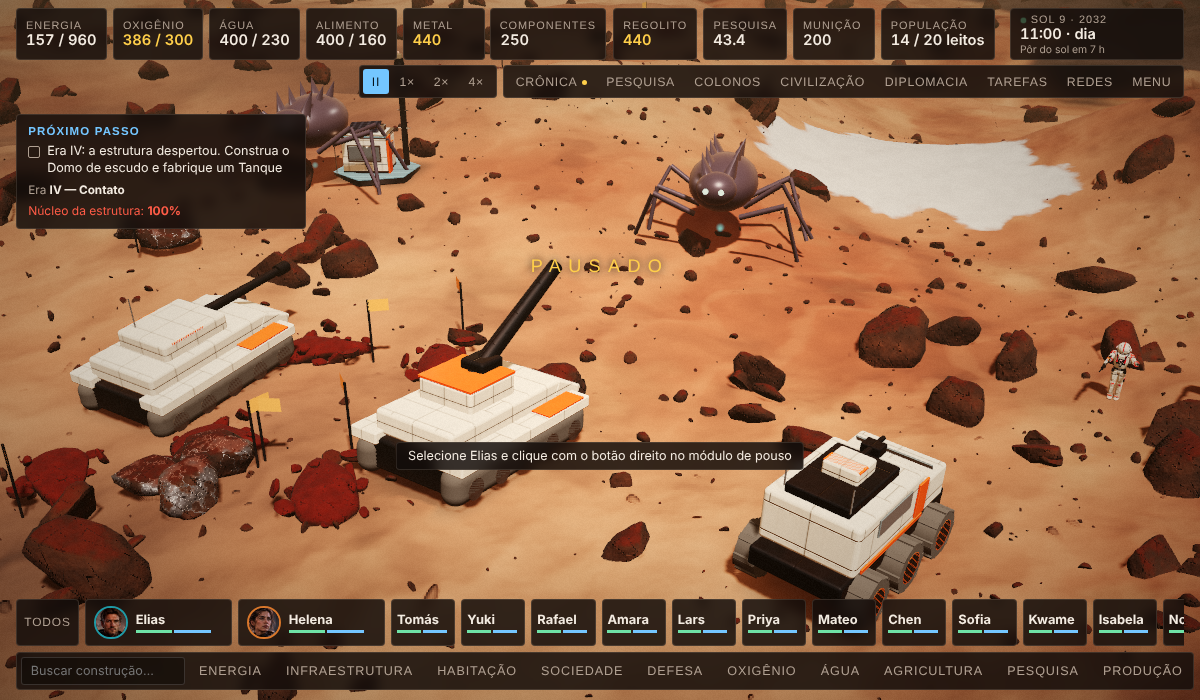 ENERGIA
157 / 960
OXIGÊNIO
386 / 300
ÁGUA
400 / 230
ALIMENTO
400 / 160
METAL
440
COMPONENTES
250
REGOLITO
440
PESQUISA
43.4
MUNIÇÃO
200
POPULAÇÃO
14 / 20 leitos
SOL 9 · 2032
11:00 · dia
Pôr do sol em 7 h
II 1× 2× 4×
CRÔNICA PESQUISA COLONOS CIVILIZAÇÃO DIPLOMACIA TAREFAS REDES MENU
PRÓXIMO PASSO
Era IV: a estrutura despertou. Construa o
Domo de escudo e fabrique um Tanque
Era IV — Contato
Núcleo da estrutura: 100%
PAUSADO
Selecione Elias e clique com o botão direito no módulo de pouso
TODOS Elias Helena Tomás Yuki Rafael Amara Lars Priya Mateo Chen Sofia Kwame Isabela
Buscar construção... ENERGIA INFRAESTRUTURA HABITAÇÃO SOCIEDADE DEFESA OXIGÊNIO ÁGUA AGRICULTURA PESQUISA PRODUÇÃO